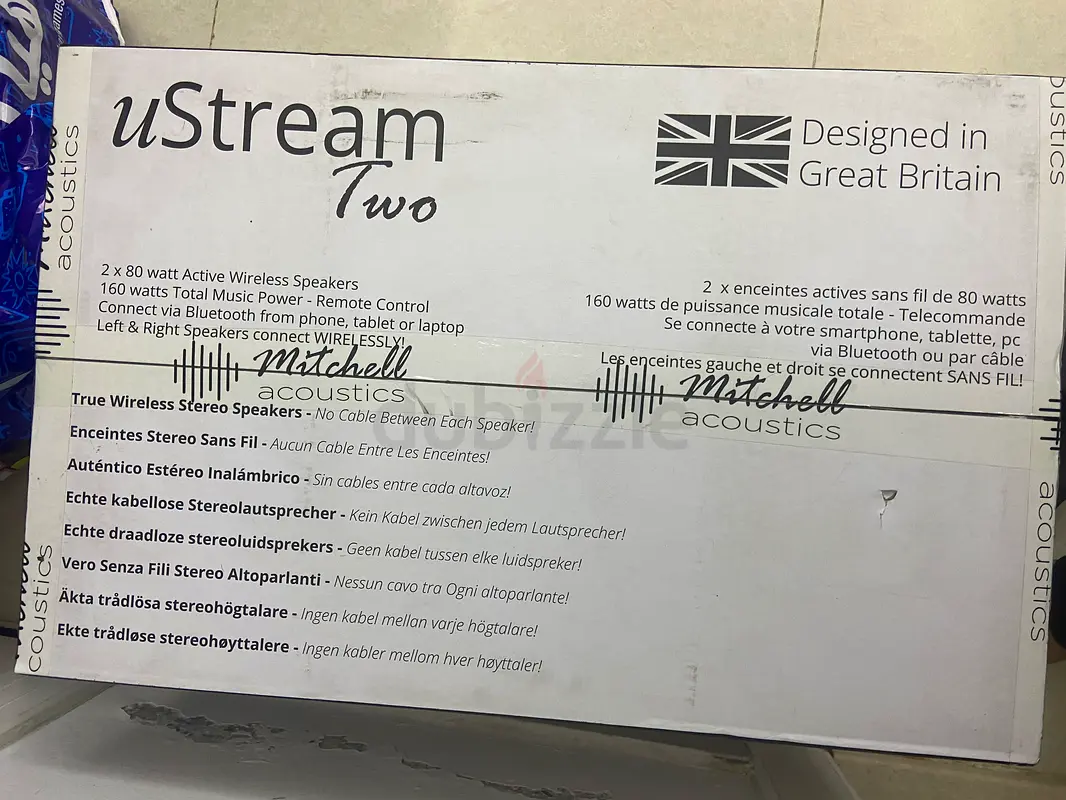 uStream
Two
Designed in
Great Britain
2 x 80 watt Active Wireless Speakers
160 watts Total Music Power - Remote Control
Connect via Bluetooth from phone, tablet or laptop
Left & Right Speakers connect WIRELESSLY!
2 x enceintes actives sans fil de 80 watts
160 watts de puissance musicale totale - Telecommande
Se connecte à votre smartphone, tablette, pc
via Bluetooth ou par câble
Les enceintes gauche et droit se connectent SANS FIL!
Mitchell
acoustics
Mitchell
acoustics
True Wireless Stereo Speakers - No Cable Between Each Speaker!
Enceintes Stereo Sans Fil - Aucun Cable Entre Les Enceintes!
Auténtico Estéreo Inalámbrico - Sin cables entre cada altavoz!
Echte kabellose Stereolautsprecher - Kein Kabel zwischen jedem Lautsprecher!
Echte draadloze stereoluidsprekers - Geen kabel tussen elke luidspreker!
Vero Senza Fili Stereo Altoparlanti - Nessun cavo tra Ogni altoparlante!
Äkta trådlösa stereohögtalare - Ingen kabel mellan varje högtalare!
Ekte trådløse stereohøyttalere - Ingen kabler mellom hver høyttaler!
acoustics
coustics
oustics
acoustics
dubizzle